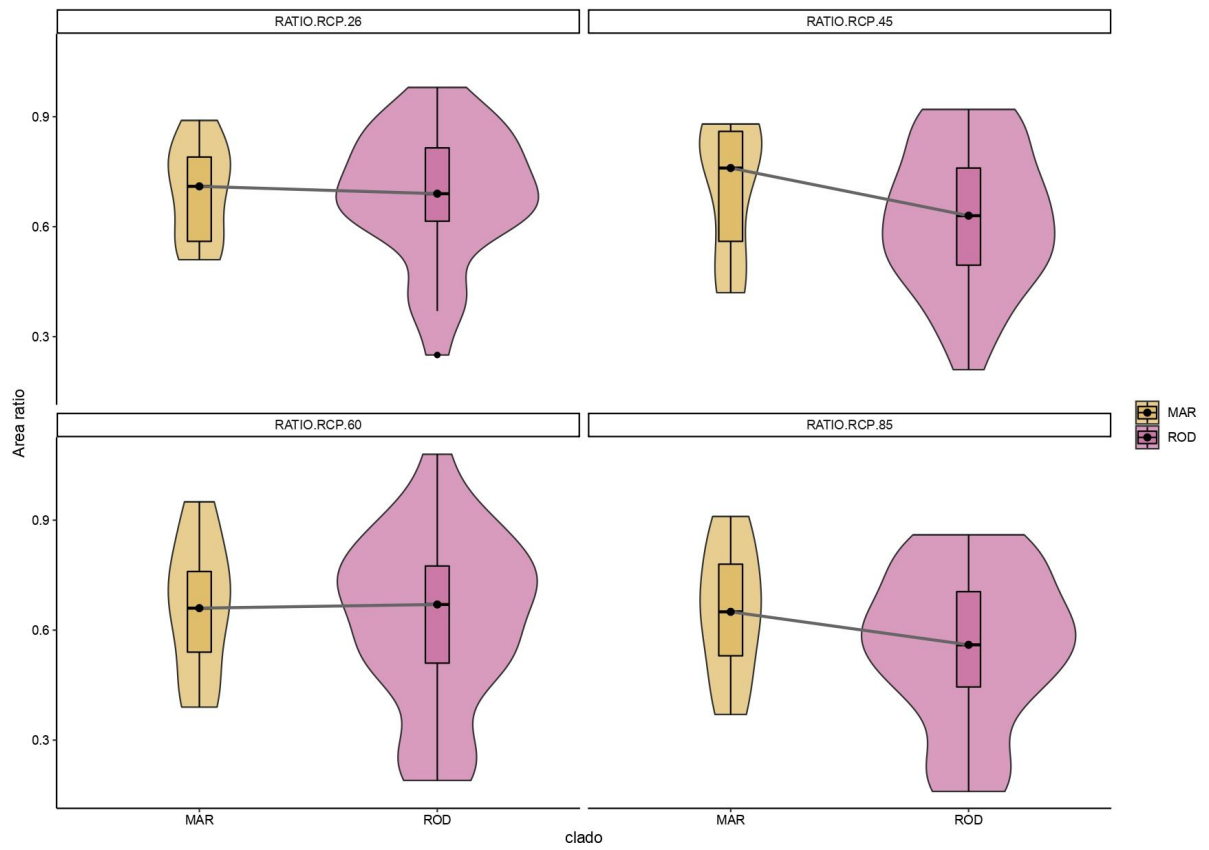 RATIO.RCP.26
RATIO.RCP.45
0.9
0.6
0.3
RATIO.RCP.60
RATIO.RCP.85
0.9
0.6
0.3
Area ratio
MAR
ROD
MAR
ROD
clado
MAR
ROD